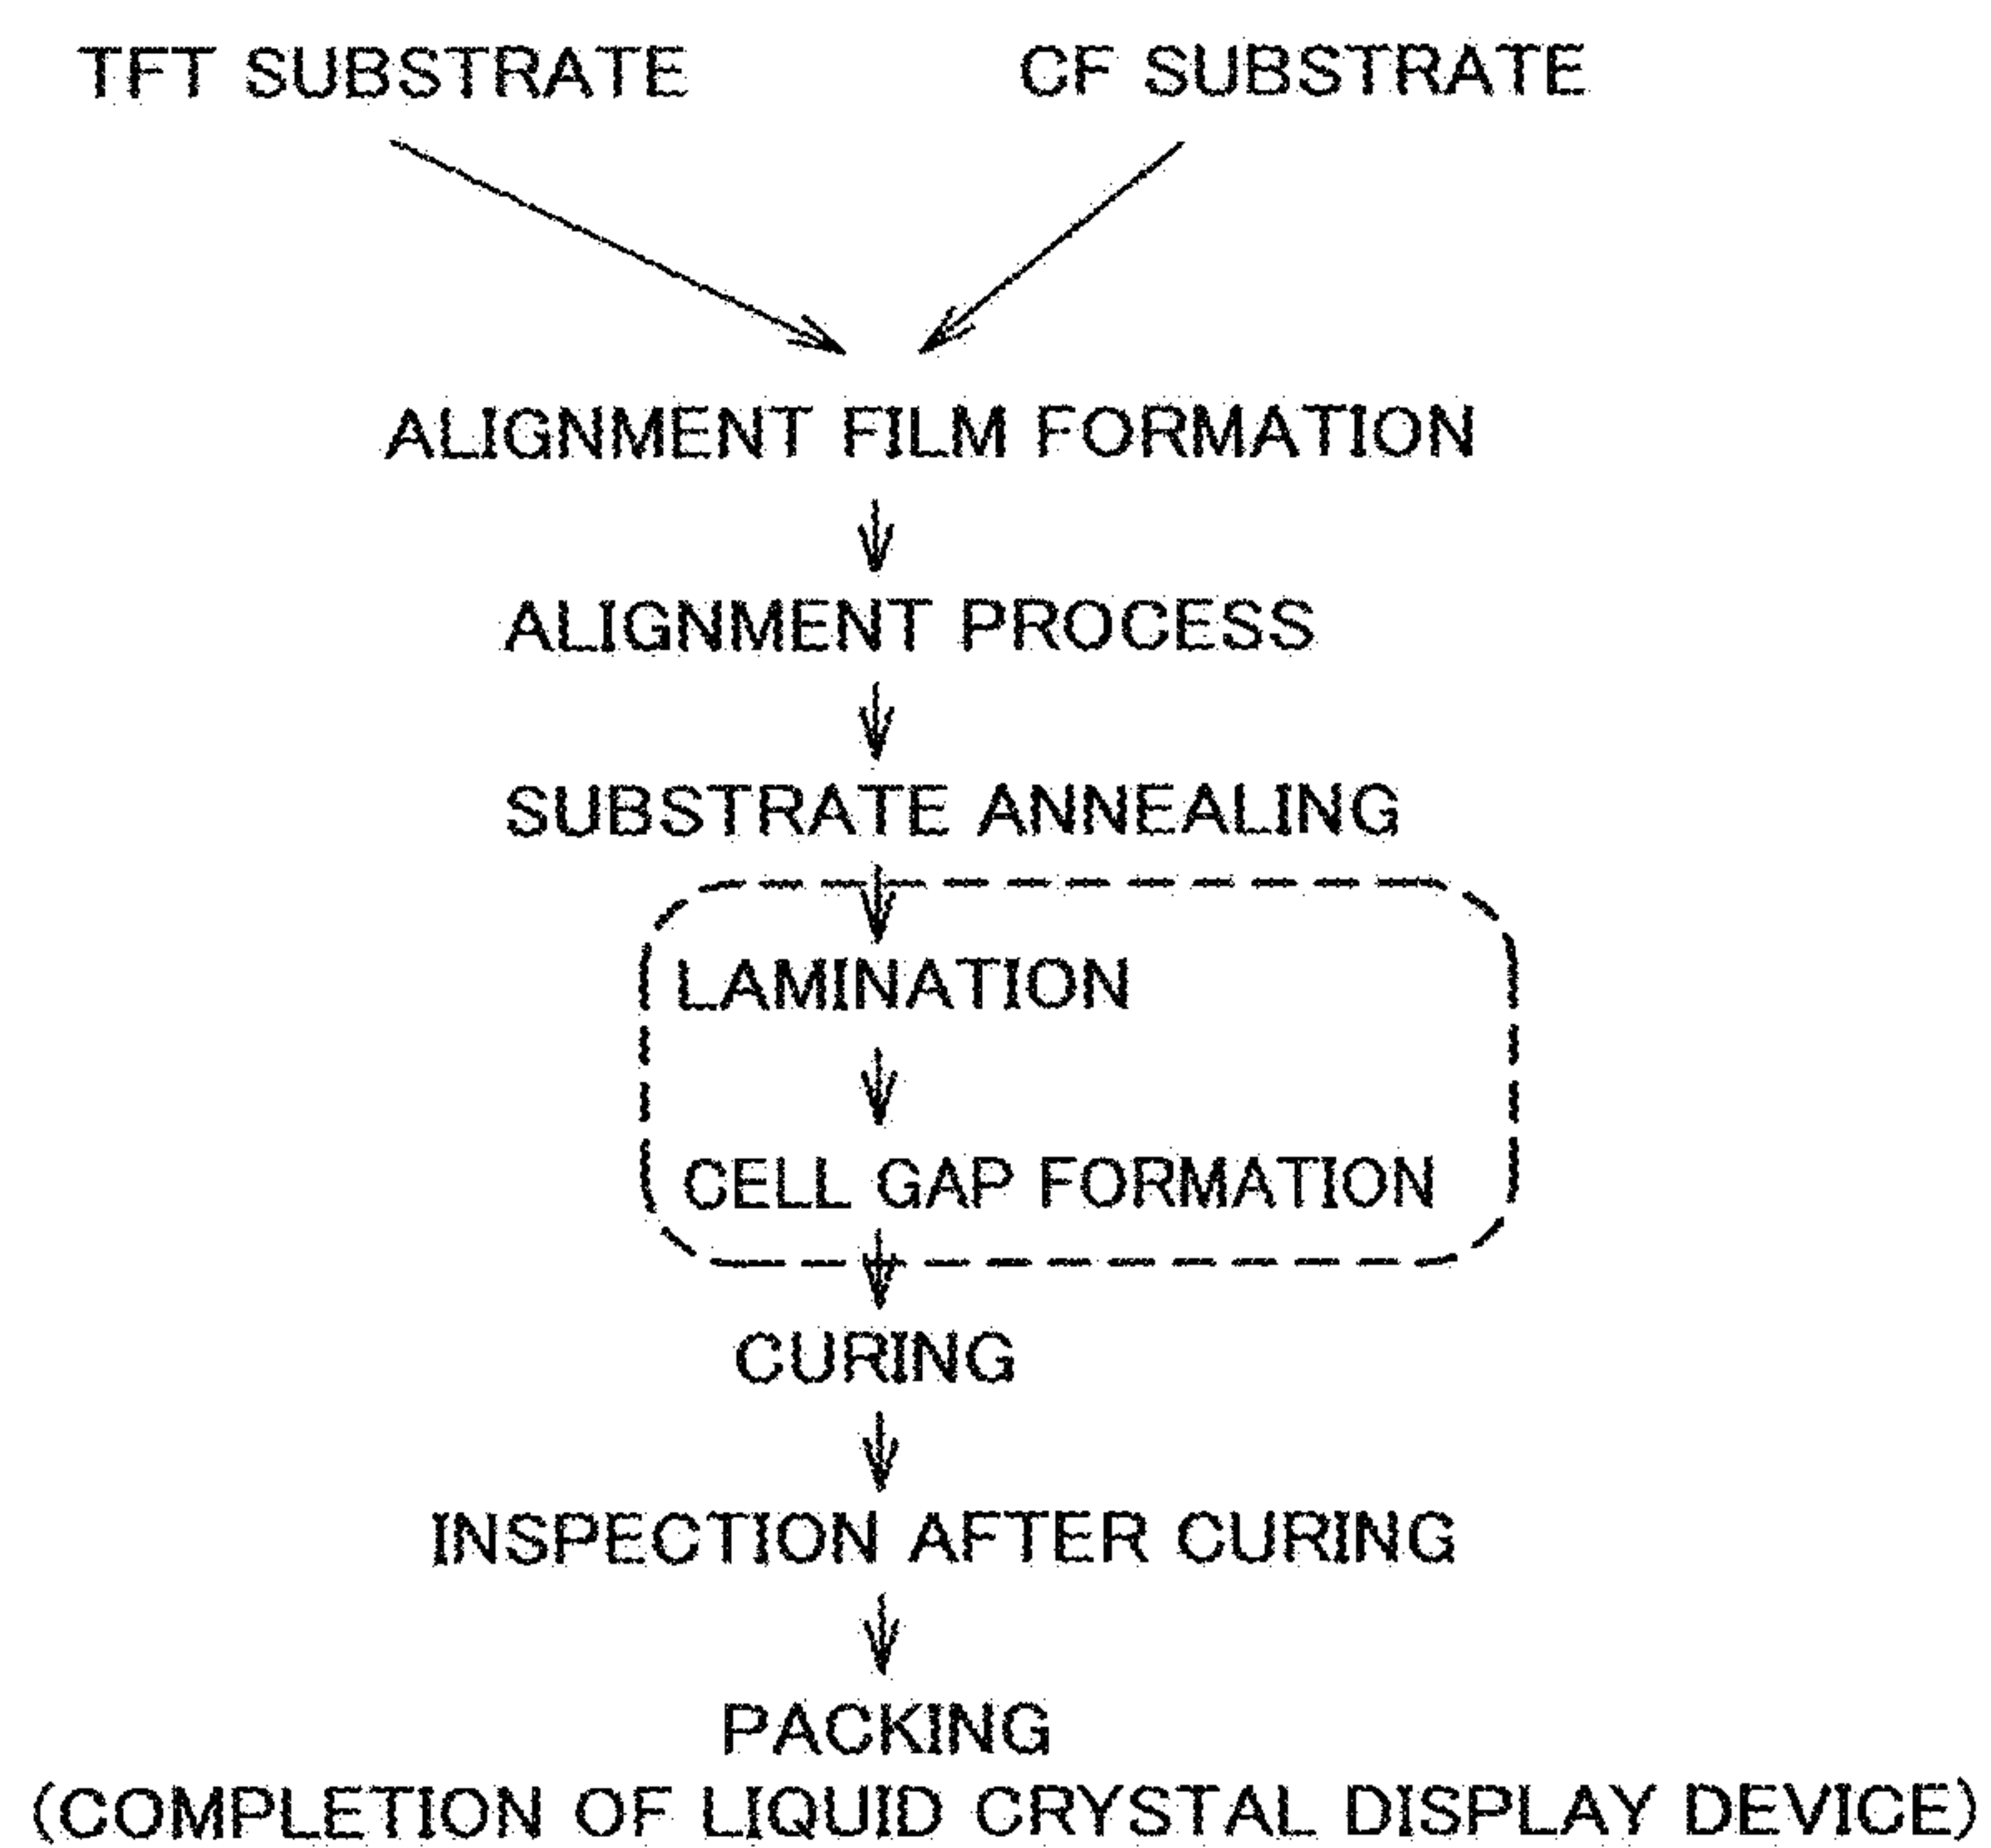 TFT SUBSTRATE
CF SUBSTRATE
ALIGNMENT FILM FORMATION
ALIGNMENT PROCESS
SUBSTRATE ANNEALING
LAMINATION
CELL GAP FORMATION
CURING
INSPECTION AFTER CURING
PACKING
(COMPLETION OF LIQUID CRYSTAL DISPLAY DEVICE)